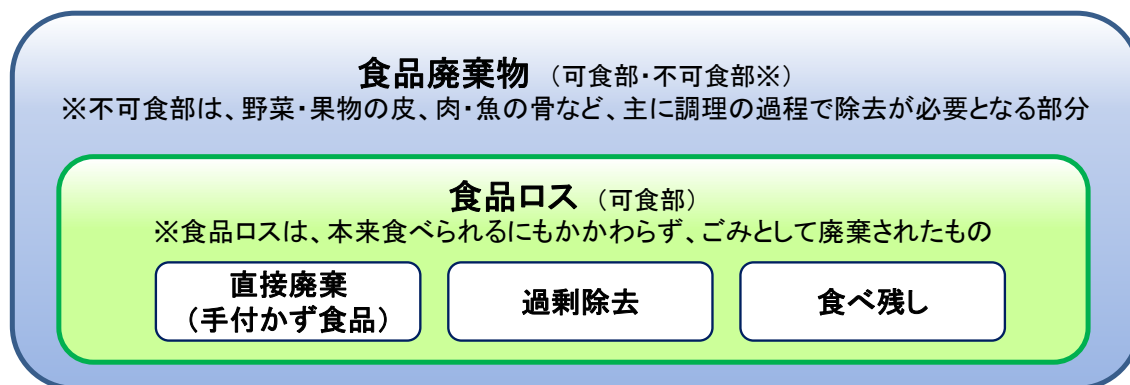 食品廃棄物 （可食部・不可食部※）
※不可食部は、野菜・果物の皮、肉・魚の骨など、主に調理の過程で除去が必要となる部分
食品ロス （可食部）
※食品ロスは、本来食べられるにもかかわらず、ごみとして廃棄されたもの
直接廃棄
（手付かず食品）
過剰除去
食べ残し